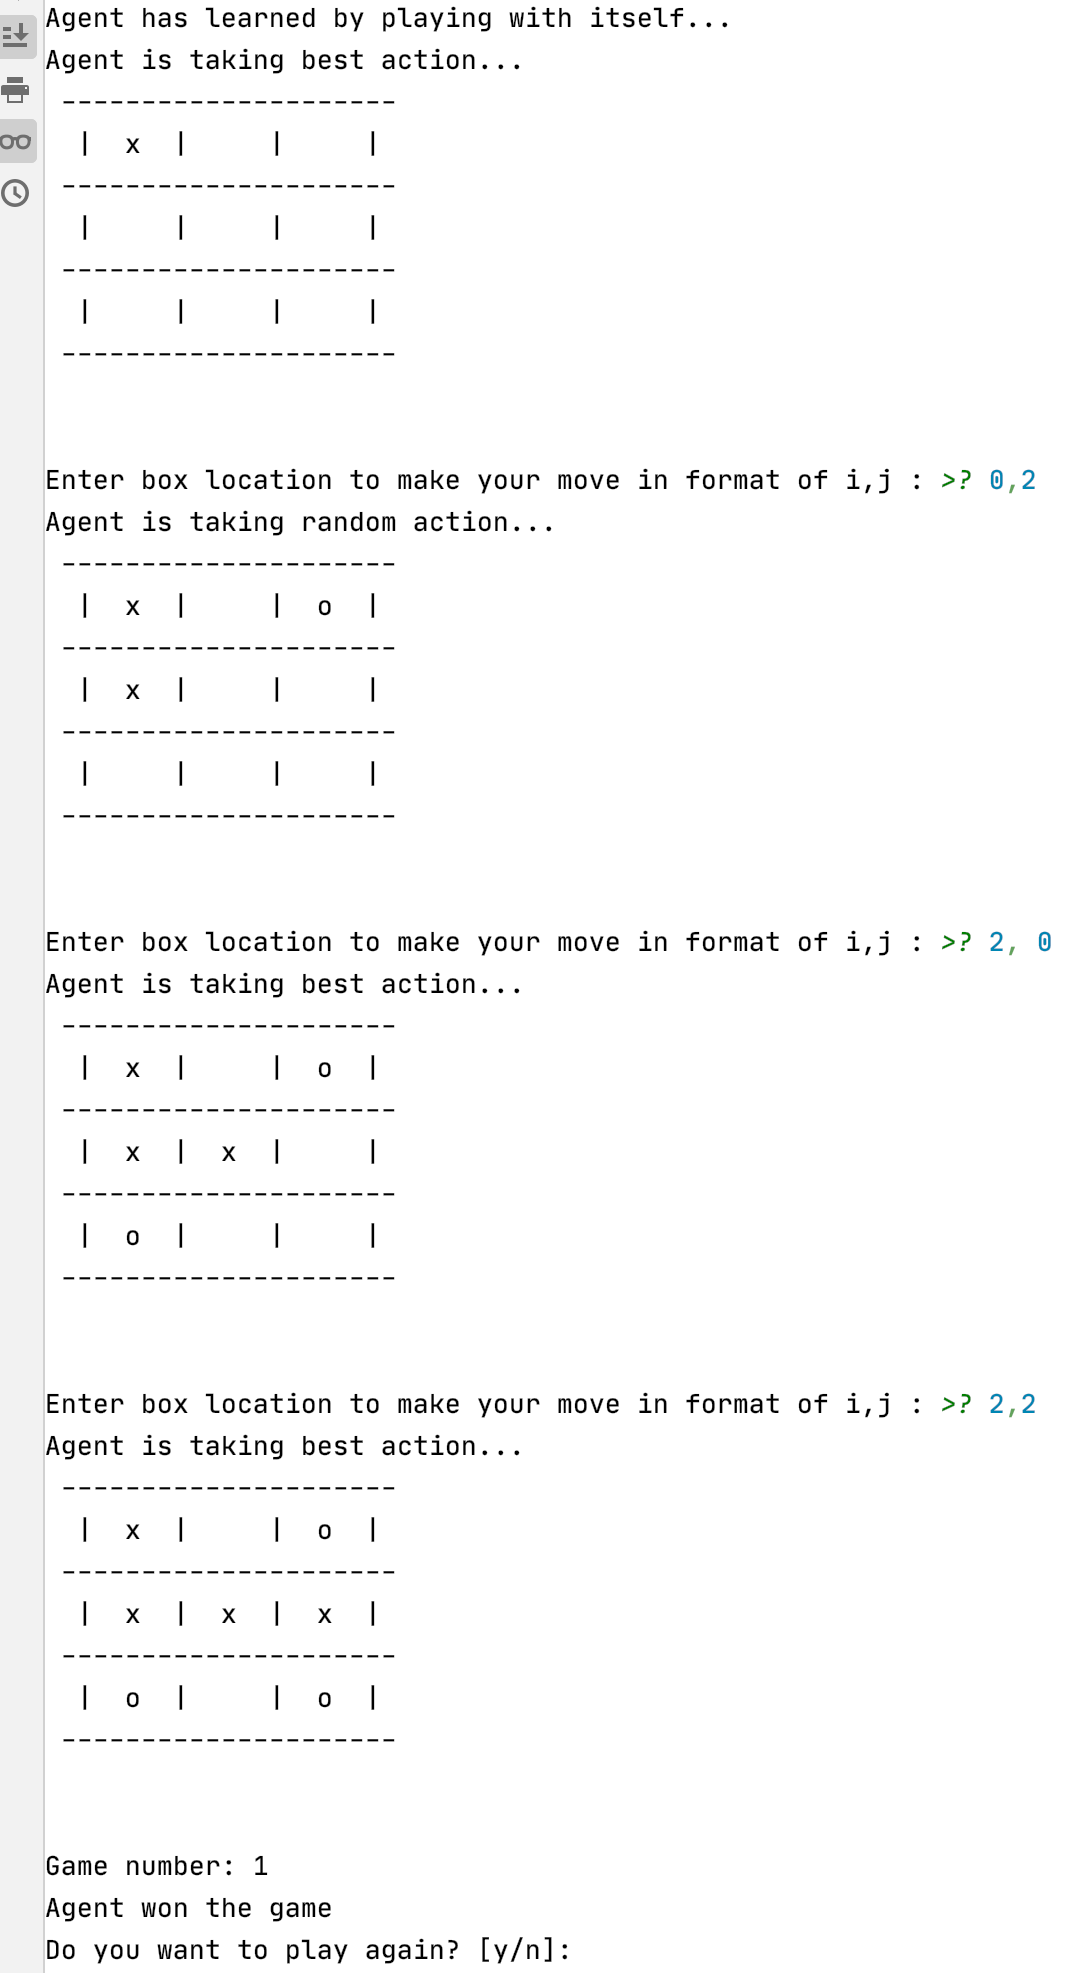 Agent has learned by playing with itself...
Agent is taking best action...
---------------------
| x |   |   |
---------------------
|   |   |   |
---------------------
|   |   |   |
---------------------
Enter box location to make your move in format of i,j : >? 0,2
Agent is taking random action...
---------------------
| x |   | o |
---------------------
| x |   |   |
---------------------
|   |   |   |
---------------------
Enter box location to make your move in format of i,j : >? 2, 0
Agent is taking best action...
---------------------
| x |   | o |
---------------------
| x | x |   |
---------------------
| o |   |   |
---------------------
Enter box location to make your move in format of i,j : >? 2,2
Agent is taking best action...
---------------------
| x |   | o |
---------------------
| x | x | x |
---------------------
| o |   | o |
---------------------
Game number: 1
Agent won the game
Do you want to play again? [y/n]: